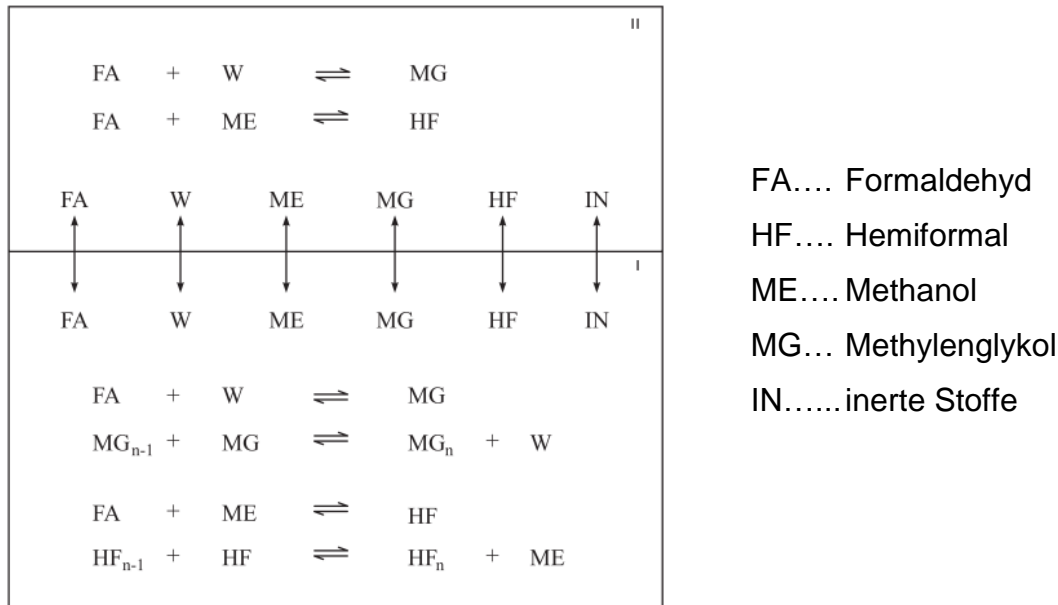 II
FA + W ⇌ MG
FA + ME ⇌ HF
FA W ME MG HF IN
I
FA W ME MG HF IN
FA + W ⇌ MG
MGn-1 + MG ⇌ MGn + W
FA + ME ⇌ HF
HFn-1 + HF ⇌ HFn + ME
FA…. Formaldehyd
HF…. Hemiformal
ME…. Methanol
MG… Methylenglykol
IN…... inerte Stoffe